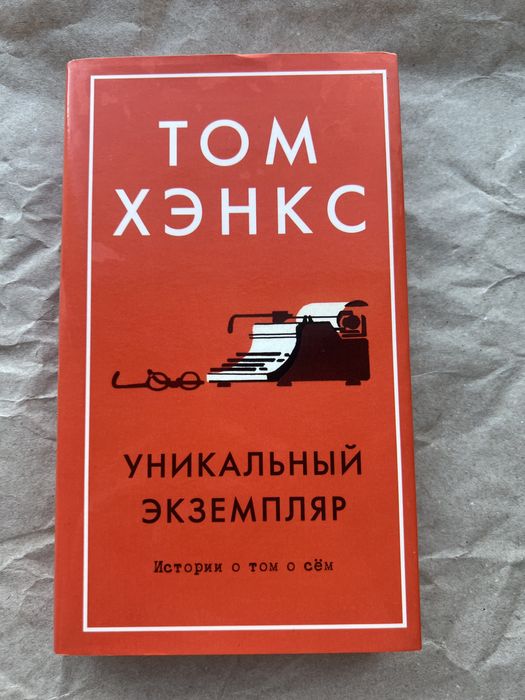 ТОМ
ХЭНКС
УНИКАЛЬНЫЙ
ЭКЗЕМПЛЯР
Истории о том о сём